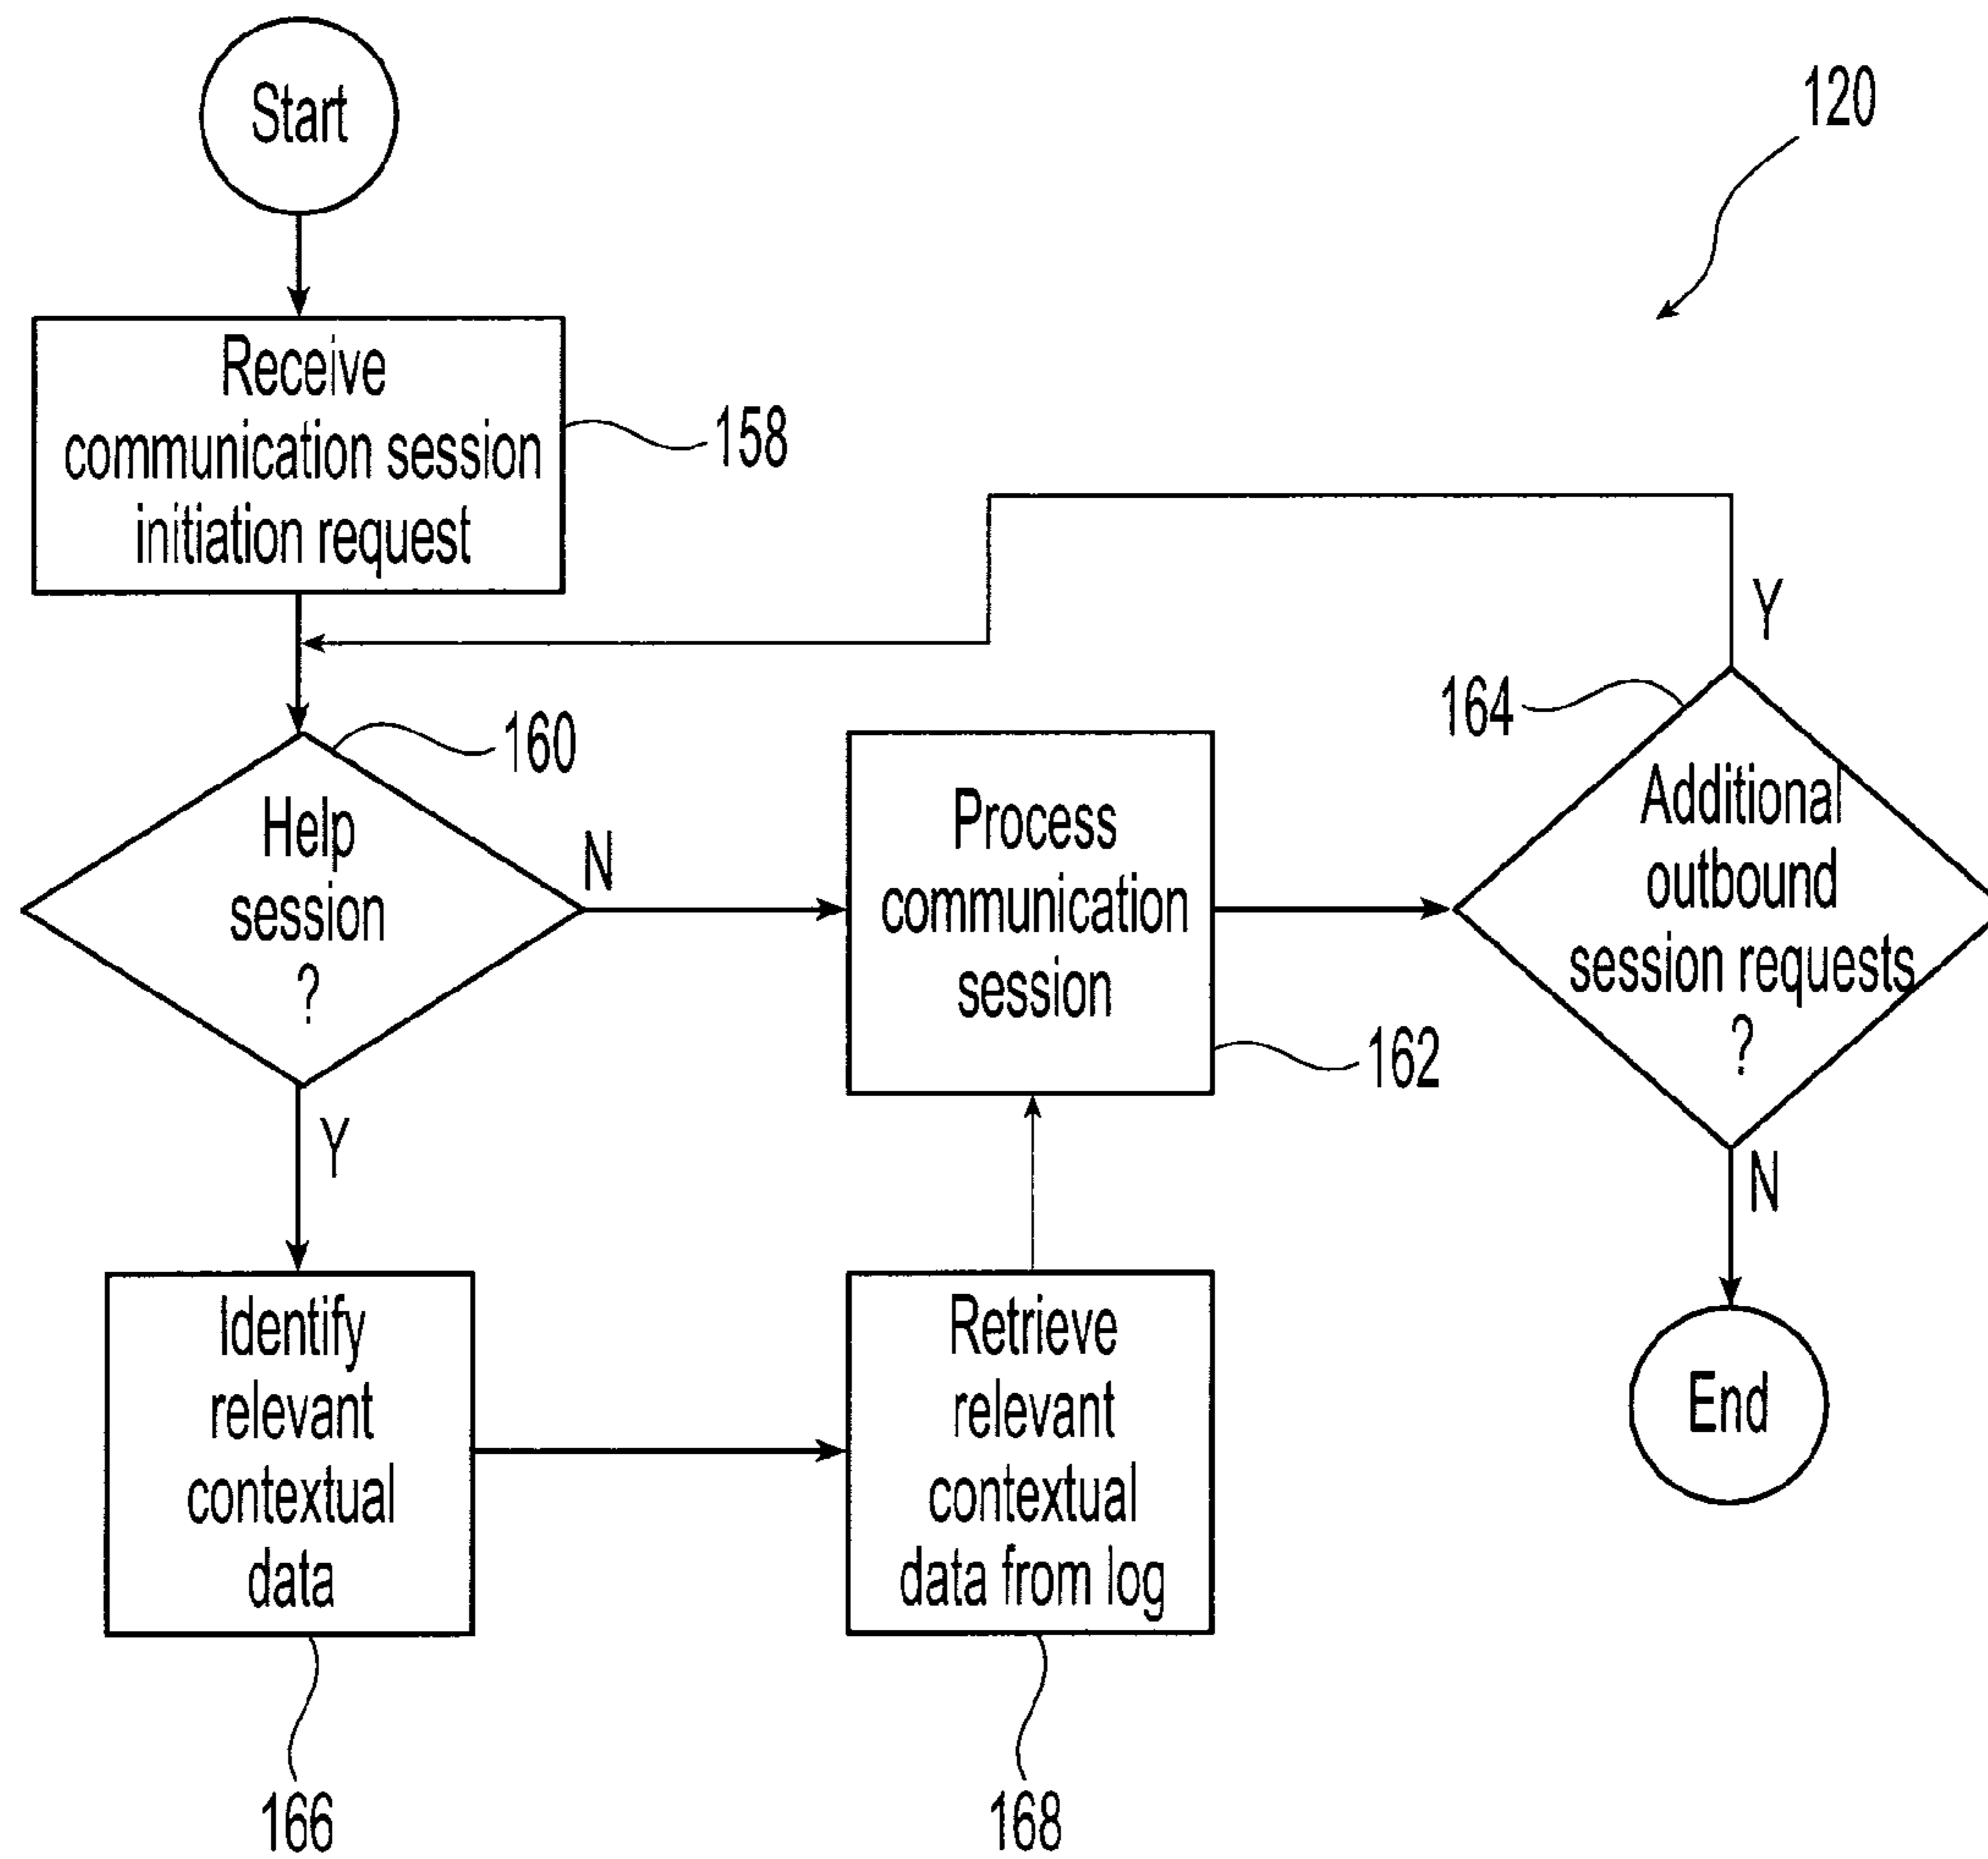 Start
120
Receive
communication session
initiation request
158
160
Help
session
?
N
Y
Process
communication
session
162
164
Additional
outbound
session requests
?
Y
N
Identify
relevant
contextual
data
166
Retrieve
relevant
contextual
data from log
168
End